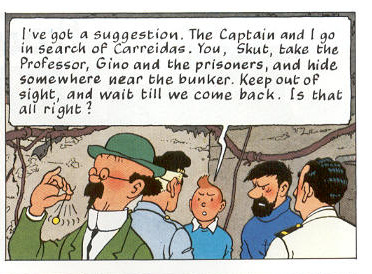 I've got a suggestion. The Captain and I go
in search of Carreidas. You, Skut, take the
Professor, Gino and the prisoners, and hide
somewhere near the bunker. Keep out of
sight, and wait till we come back. Is that
all right?